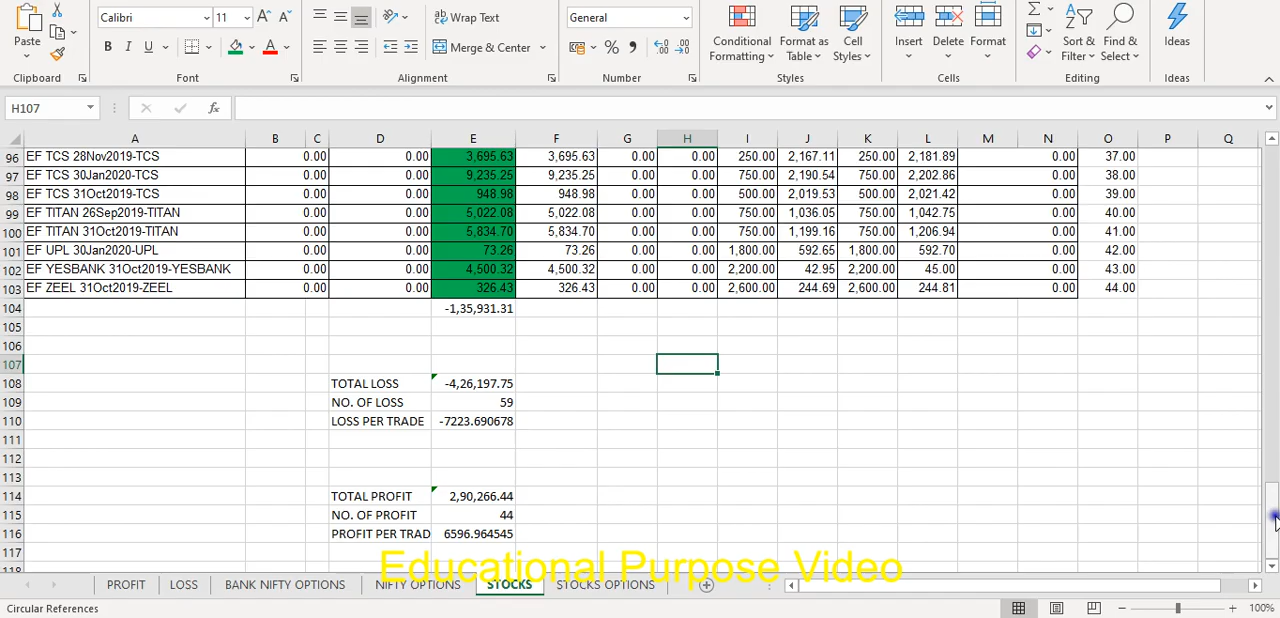 Calibri 11 Wrap Text General
Paste B I U Merge & Center % , Conditional Formatting Format as Table Cell Styles Insert Delete Format Sort & Filter Find & Select Ideas
Clipboard Font Alignment Number Styles Cells Editing Ideas
H107 fx
A B C D E F G H I J K L M N O P Q
96 EF TCS 28Nov2019-TCS 0.00 0.00 3,695.63 3,695.63 0.00 0.00 250.00 2,167.11 250.00 2,181.89 0.00 37.00
97 EF TCS 30Jan2020-TCS 0.00 0.00 9,235.25 9,235.25 0.00 0.00 750.00 2,190.54 750.00 2,202.86 0.00 38.00
98 EF TCS 31Oct2019-TCS 0.00 0.00 948.98 948.98 0.00 0.00 500.00 2,019.53 500.00 2,021.42 0.00 39.00
99 EF TITAN 26Sep2019-TITAN 0.00 0.00 5,022.08 5,022.08 0.00 0.00 750.00 1,036.05 750.00 1,042.75 0.00 40.00
100 EF TITAN 31Oct2019-TITAN 0.00 0.00 5,834.70 5,834.70 0.00 0.00 750.00 1,199.16 750.00 1,206.94 0.00 41.00
101 EF UPL 30Jan2020-UPL 0.00 0.00 73.26 73.26 0.00 0.00 1,800.00 592.65 1,800.00 592.70 0.00 42.00
102 EF YESBANK 31Oct2019-YESBANK 0.00 0.00 4,500.32 4,500.32 0.00 0.00 2,200.00 42.95 2,200.00 45.00 0.00 43.00
103 EF ZEEL 31Oct2019-ZEEL 0.00 0.00 326.43 326.43 0.00 0.00 2,600.00 244.69 2,600.00 244.81 0.00 44.00
104 -1,35,931.31
105
106
107
108 TOTAL LOSS -4,26,197.75
109 NO. OF LOSS 59
110 LOSS PER TRADE -7223.690678
111
112
113
114 TOTAL PROFIT 2,90,266.44
115 NO. OF PROFIT 44
116 PROFIT PER TRAD 6596.964545
117
118
Educational Purpose Video
PROFIT LOSS BANK NIFTY OPTIONS NIFTY OPTIONS STOCKS STOCKS OPTIONS
Circular References 100%